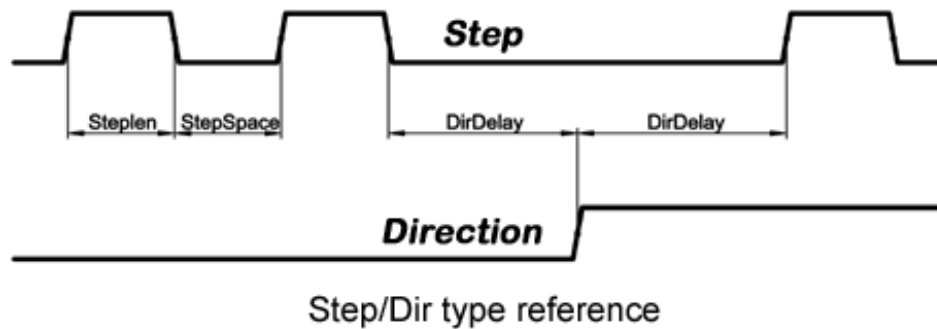 Step
Steplen StepSpace DirDelay DirDelay
Direction
Step/Dir type reference